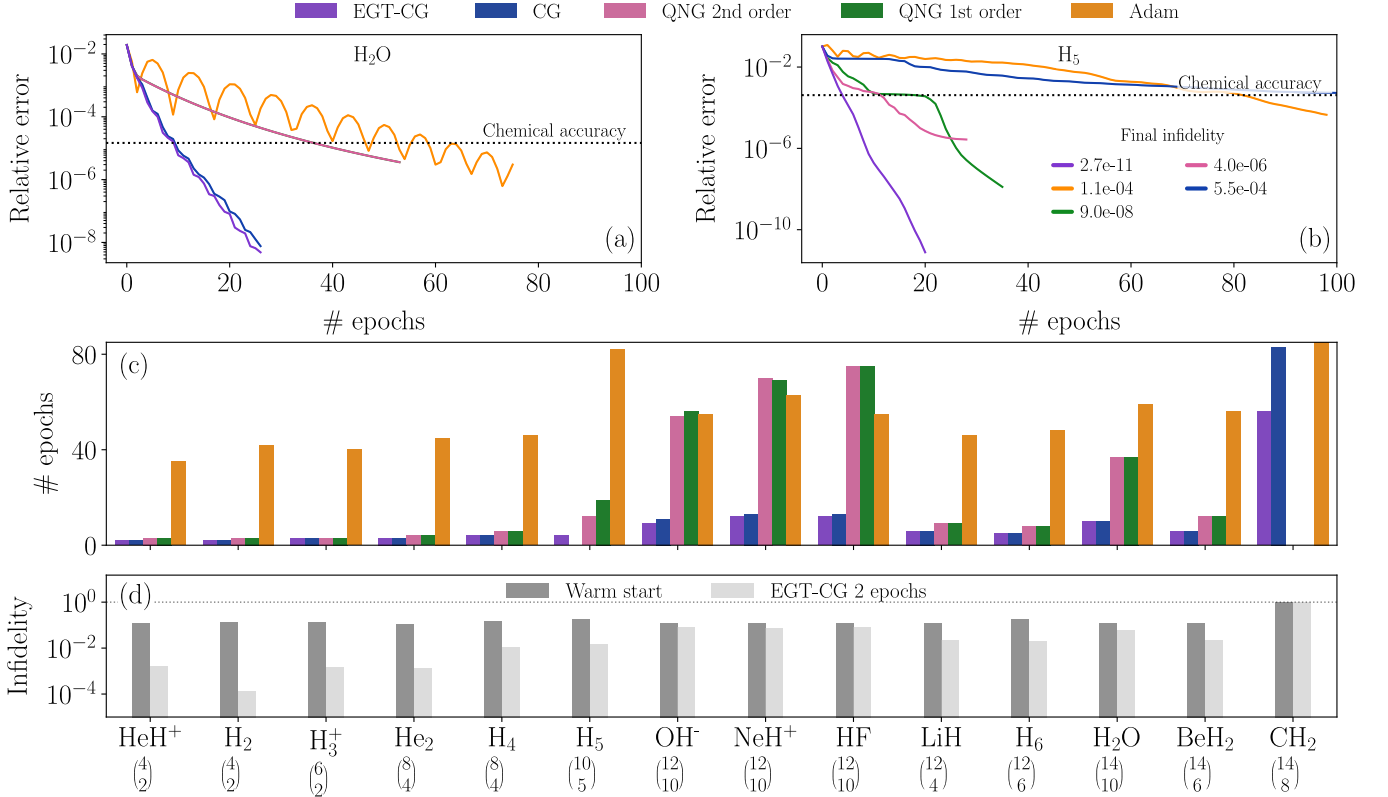 EGT-CG CG QNG 2nd order QNG 1st order Adam
H₂O
Relative error
10⁻²
10⁻⁴
10⁻⁶
10⁻⁸
Chemical accuracy
(a)
0 20 40 60 80 100
# epochs
H₅
Relative error
10⁻²
10⁻⁶
10⁻¹⁰
Chemical accuracy
Final infidelity
2.7e-11 4.0e-06
1.1e-04 5.5e-04
9.0e-08
(b)
0 20 40 60 80 100
# epochs
(c)
# epochs
80
40
0
(d)
Warm start EGT-CG 2 epochs
Infidelity
10⁰
10⁻²
10⁻⁴
HeH⁺ H₂ H₃⁺ He₂ H₄ H₅ OH⁻ NeH⁺ HF LiH H₆ H₂O BeH₂ CH₂
(4 2) (4 2) (6 2) (8 4) (8 4) (10 5) (12 10) (12 10) (12 10) (12 4) (12 6) (14 10) (14 6) (14 8)